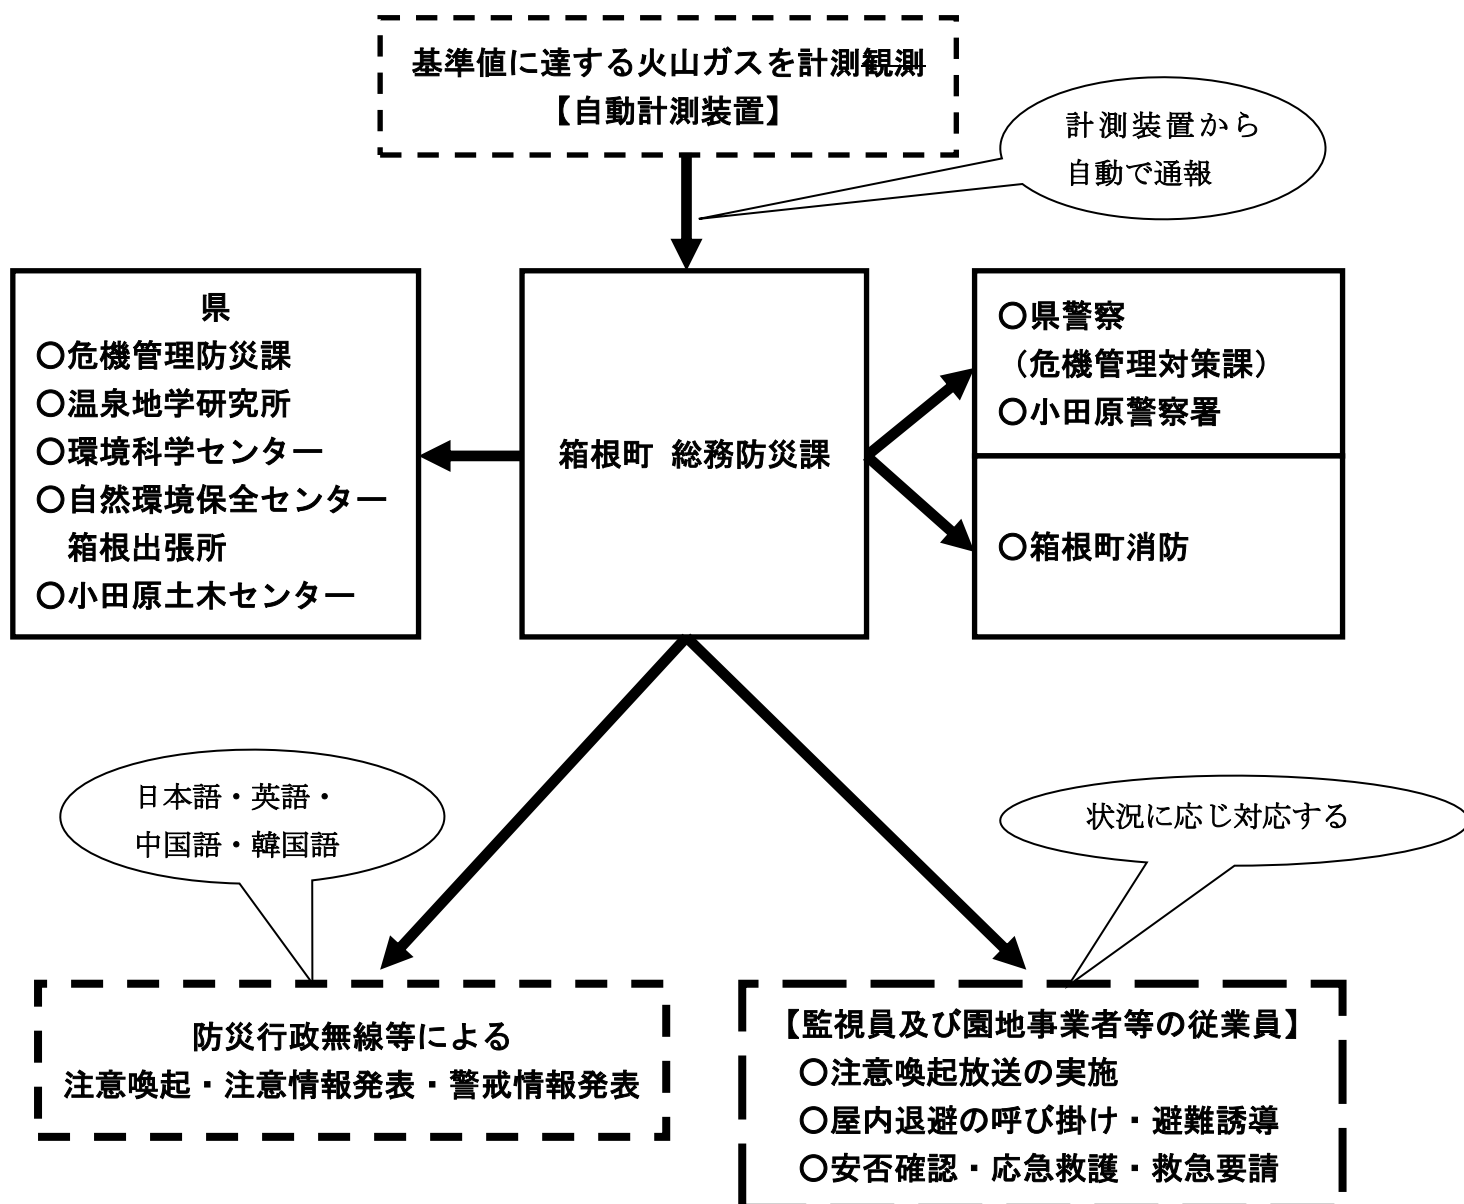 基準値に達する火山ガスを計測観測
【自動計測装置】
計測装置から
自動で通報
県
○危機管理防災課
○温泉地学研究所
○環境科学センター
○自然環境保全センター
箱根出張所
○小田原土木センター
箱根町 総務防災課
○県警察
（危機管理対策課）
○小田原警察署
○箱根町消防
日本語・英語・
中国語・韓国語
状況に応じ対応する
防災行政無線等による
注意喚起・注意情報発表・警戒情報発表
【監視員及び園地事業者等の従業員】
○注意喚起放送の実施
○屋内退避の呼び掛け・避難誘導
○安否確認・応急救護・救急要請